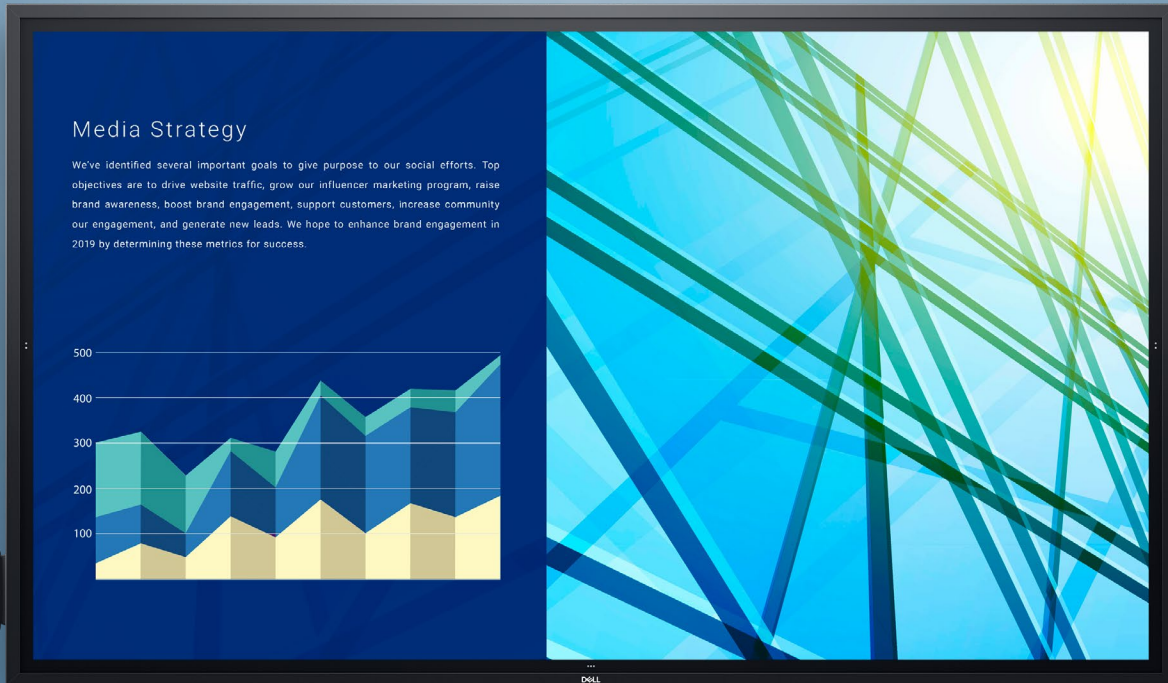 Media Strategy
We've identified several important goals to give purpose to our social efforts. Top
objectives are to drive website traffic, grow our influencer marketing program, raise
brand awareness, boost brand engagement, support customers, increase community
our engagement, and generate new leads. We hope to enhance brand engagement in
2019 by determining these metrics for success.
500
400
300
200
100
DELL